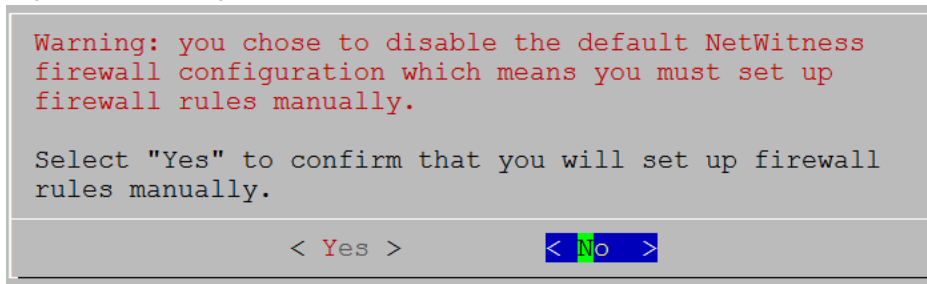 Warning: you chose to disable the default NetWitness
firewall configuration which means you must set up
firewall rules manually.
Select "Yes" to confirm that you will set up firewall
rules manually.
< Yes > < No >